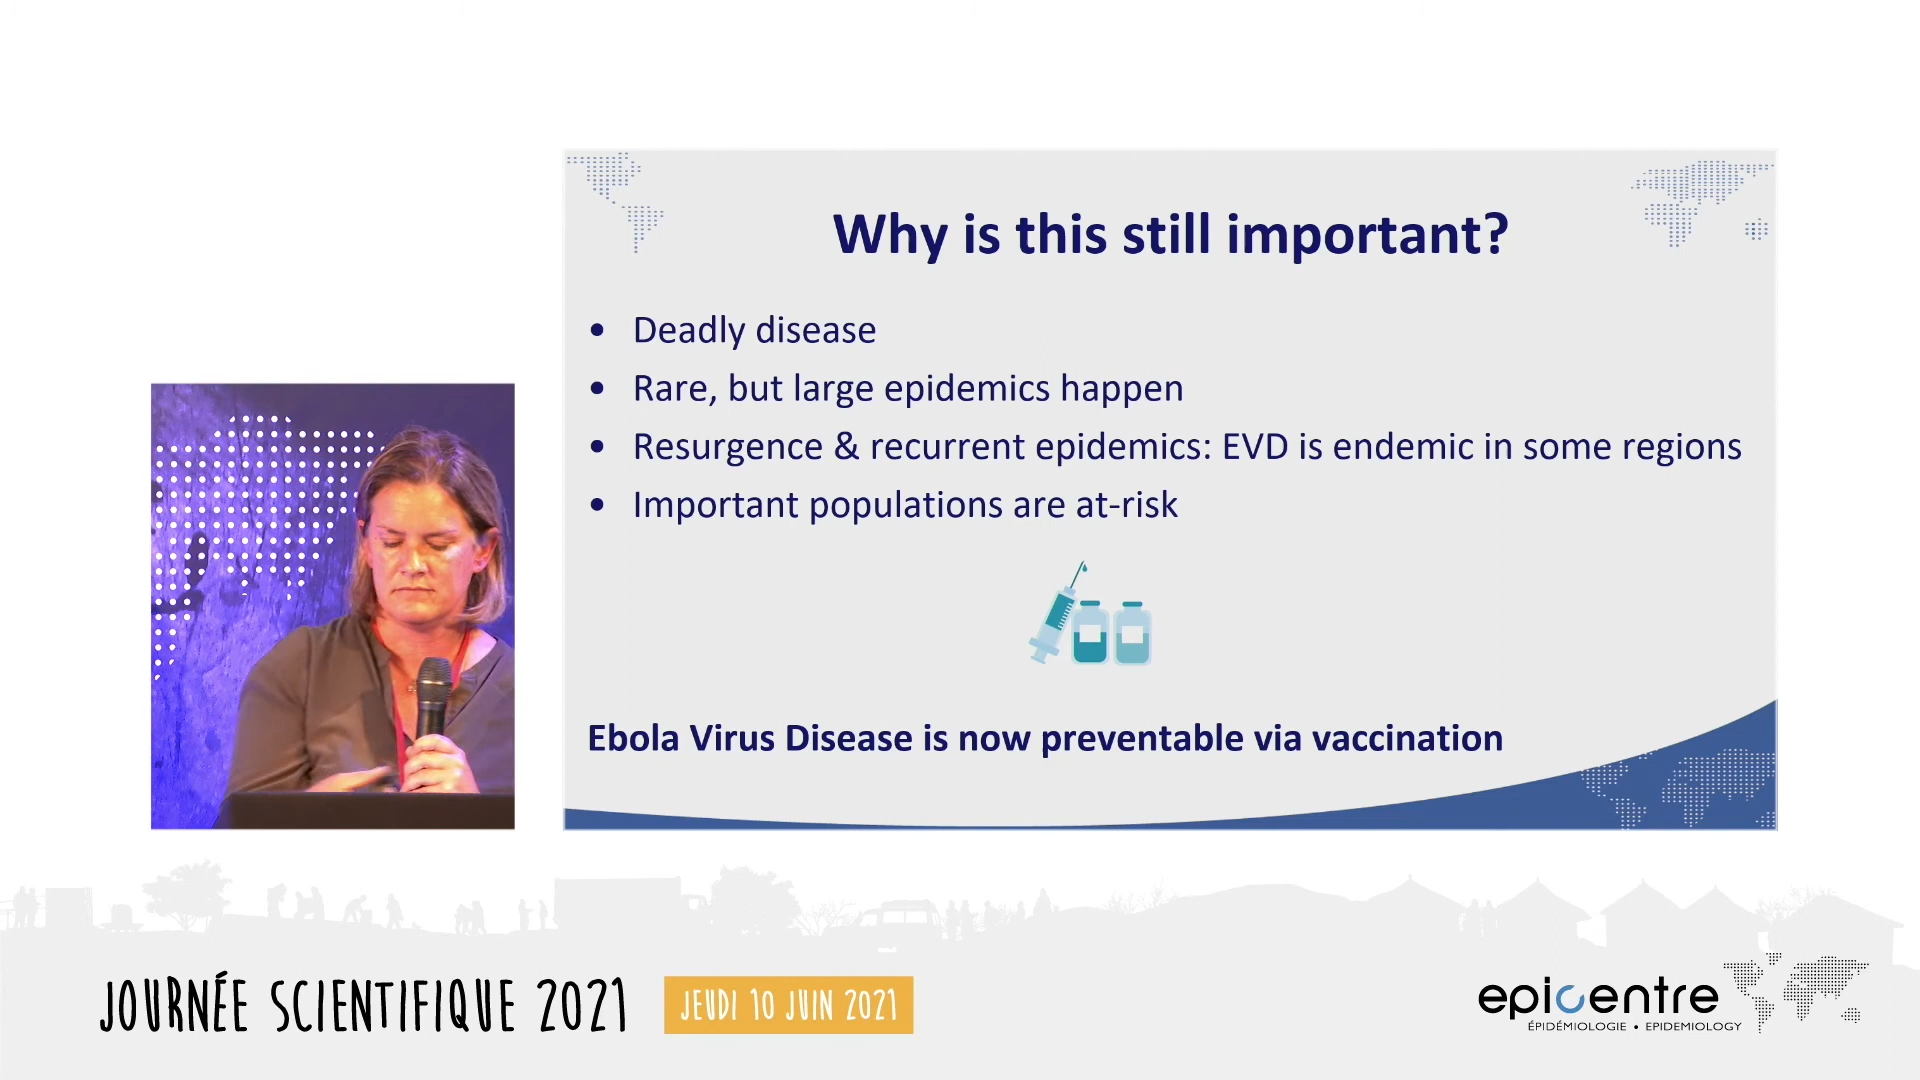 Why is this still important?
• Deadly disease
• Rare, but large epidemics happen
• Resurgence & recurrent epidemics: EVD is endemic in some regions
• Important populations are at-risk
Ebola Virus Disease is now preventable via vaccination
JOURNÉE SCIENTIFIQUE 2021
JEUDI 10 JUIN 2021
epicentre
ÉPIDÉMIOLOGIE • EPIDEMIOLOGY